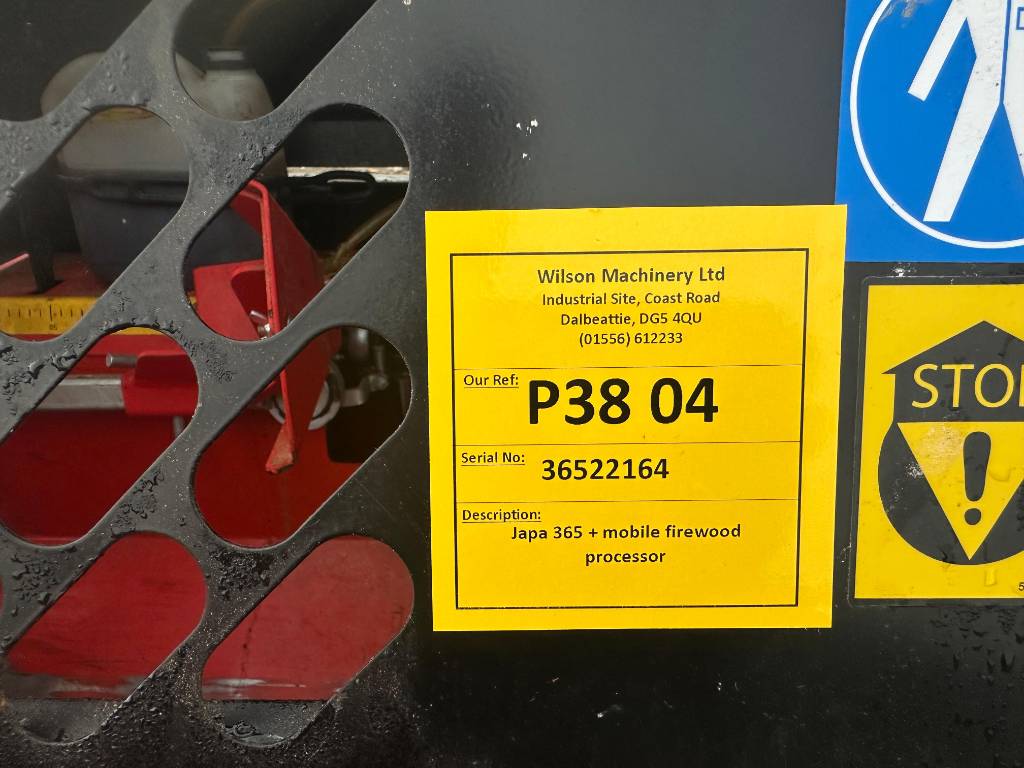 Wilson Machinery Ltd
Industrial Site, Coast Road
Dalbeattie, DG5 4QU
(01556) 612233
Our Ref: P38 04
Serial No: 36522164
Description:
Japa 365 + mobile firewood
processor
STO
!